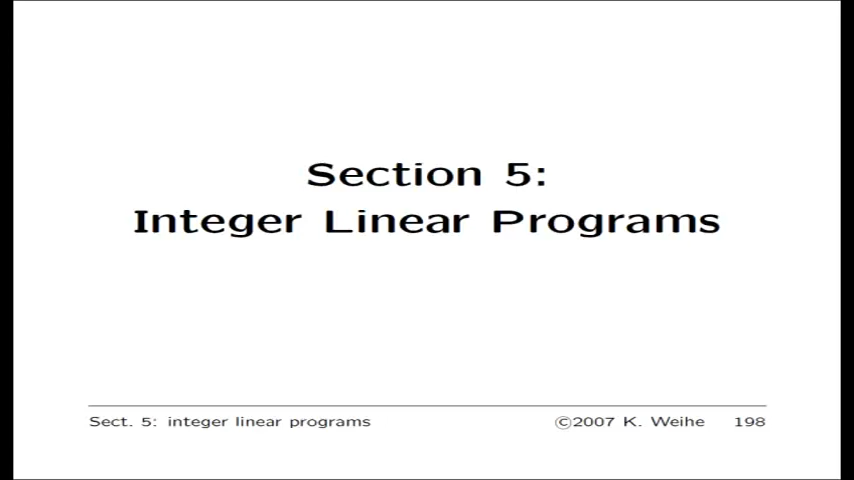 Section 5:
Integer Linear Programs
Sect. 5: integer linear programs ©2007 K. Weihe 198